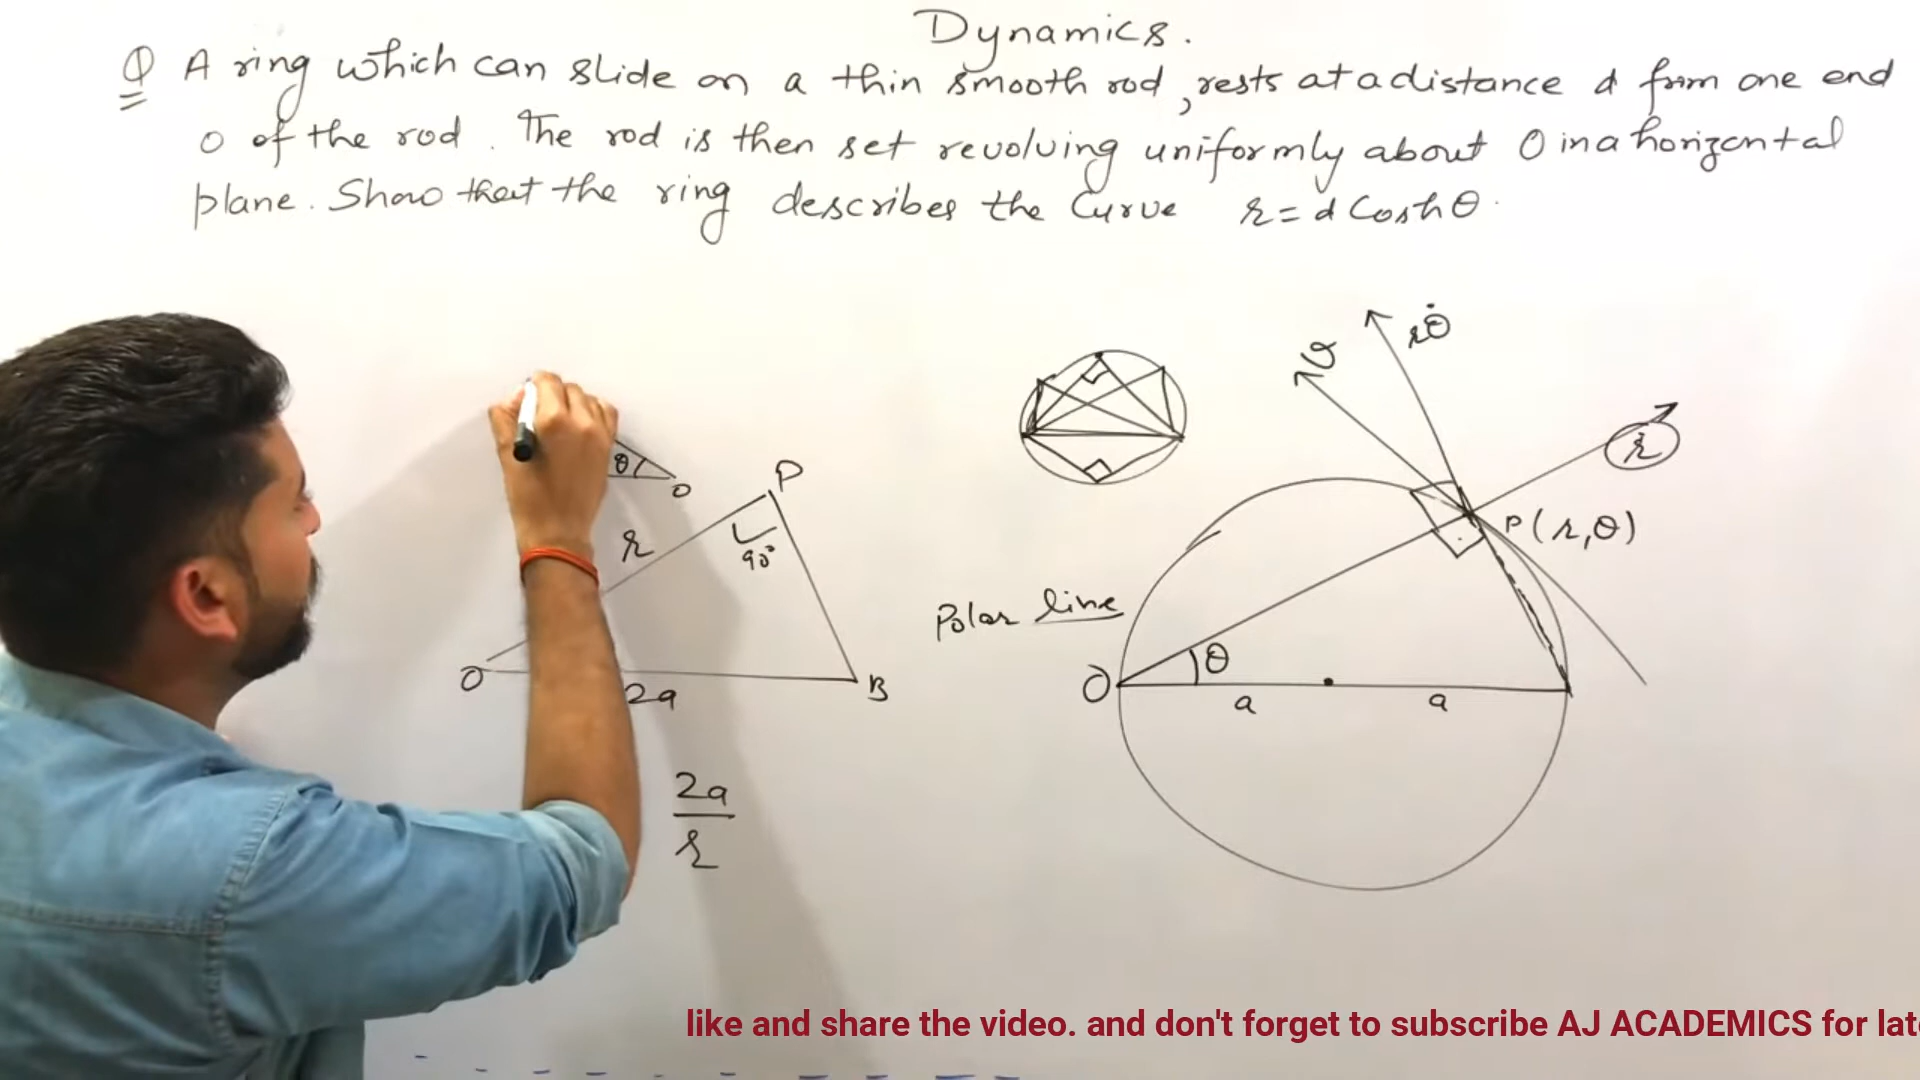 Dynamics.
Q A ring which can slide on a thin smooth rod, rests at a distance d from one end
O of the rod. The rod is then set revolving uniformly about O in a horizontal
plane. Show that the ring describes the curve r = d Cosh θ.
θ
O
P
r
90°
O
2a
B
2a
r
v
rθ̇
ṙ
P(r,θ)
Polar line
O
θ
a
a
like and share the video. and don't forget to subscribe AJ ACADEMICS for lat